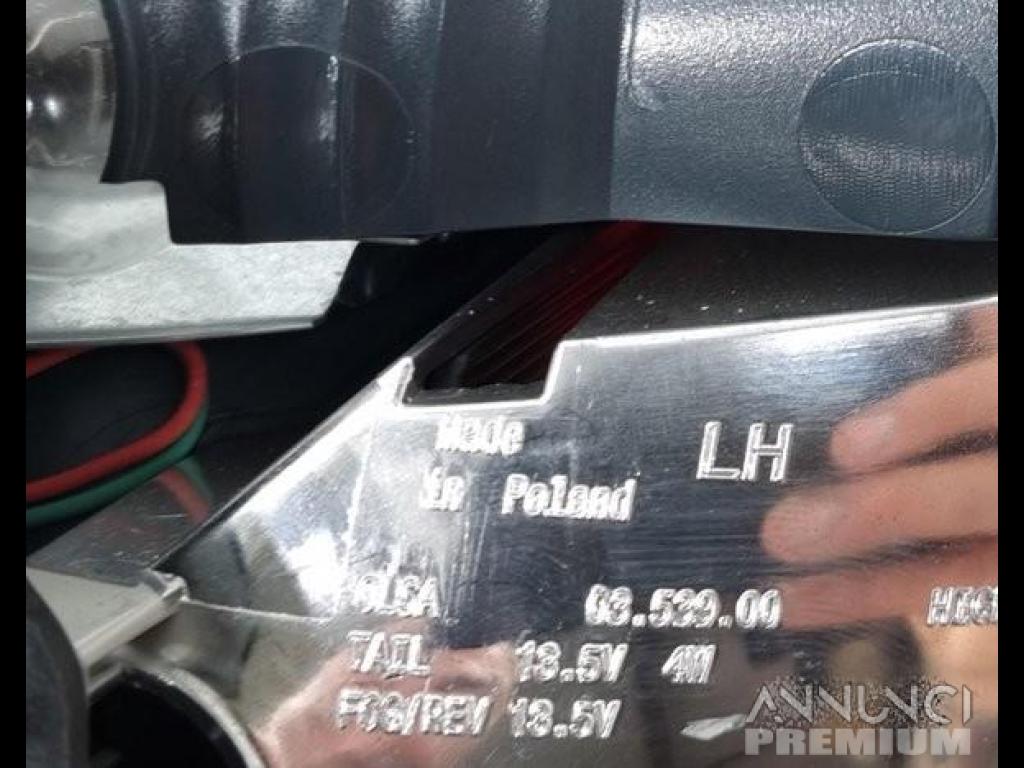 Made
LH
in Poland
OLSA 03.539.00
TAIL 13.5V 4W
FOG/REV 13.5V
ANNUNCI
PREMIUM